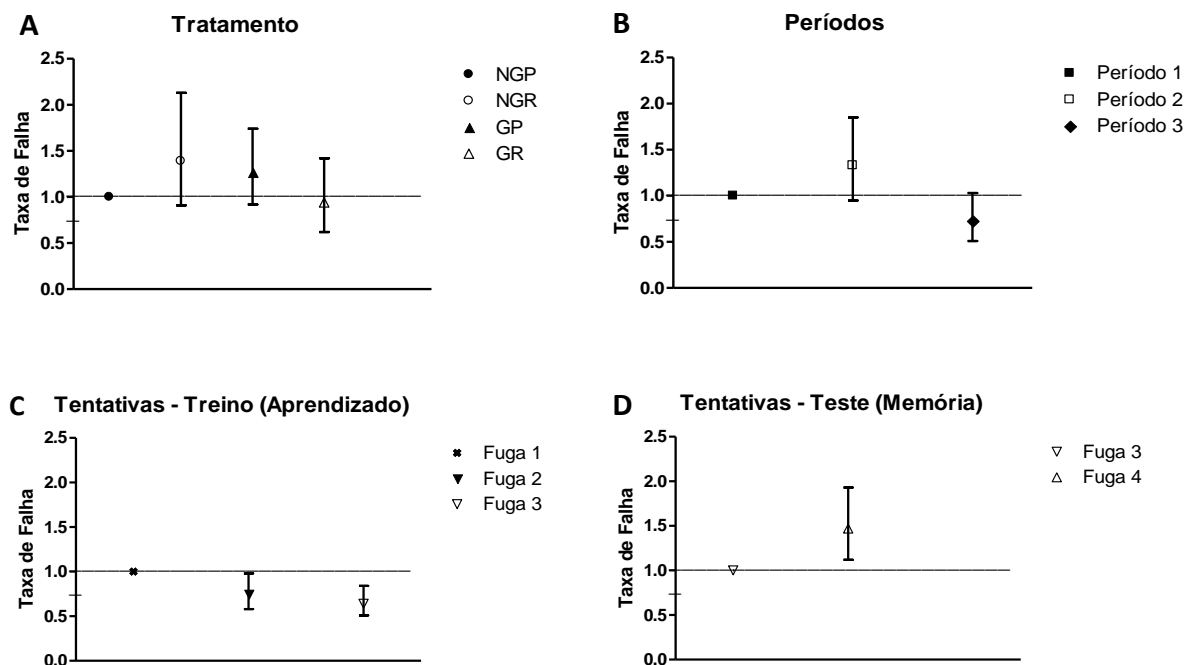 A
Tratamento
Taxa de Falha
2.5
2.0
1.5
1.0
0.5
0.0
NGP
NGR
GP
GR
B
Períodos
Taxa de Falha
2.5
2.0
1.5
1.0
0.5
0.0
Período 1
Período 2
Período 3
C
Tentativas - Treino (Aprendizado)
Taxa de Falha
2.5
2.0
1.5
1.0
0.5
0.0
Fuga 1
Fuga 2
Fuga 3
D
Tentativas - Teste (Memória)
Taxa de Falha
2.5
2.0
1.5
1.0
0.5
0.0
Fuga 3
Fuga 4